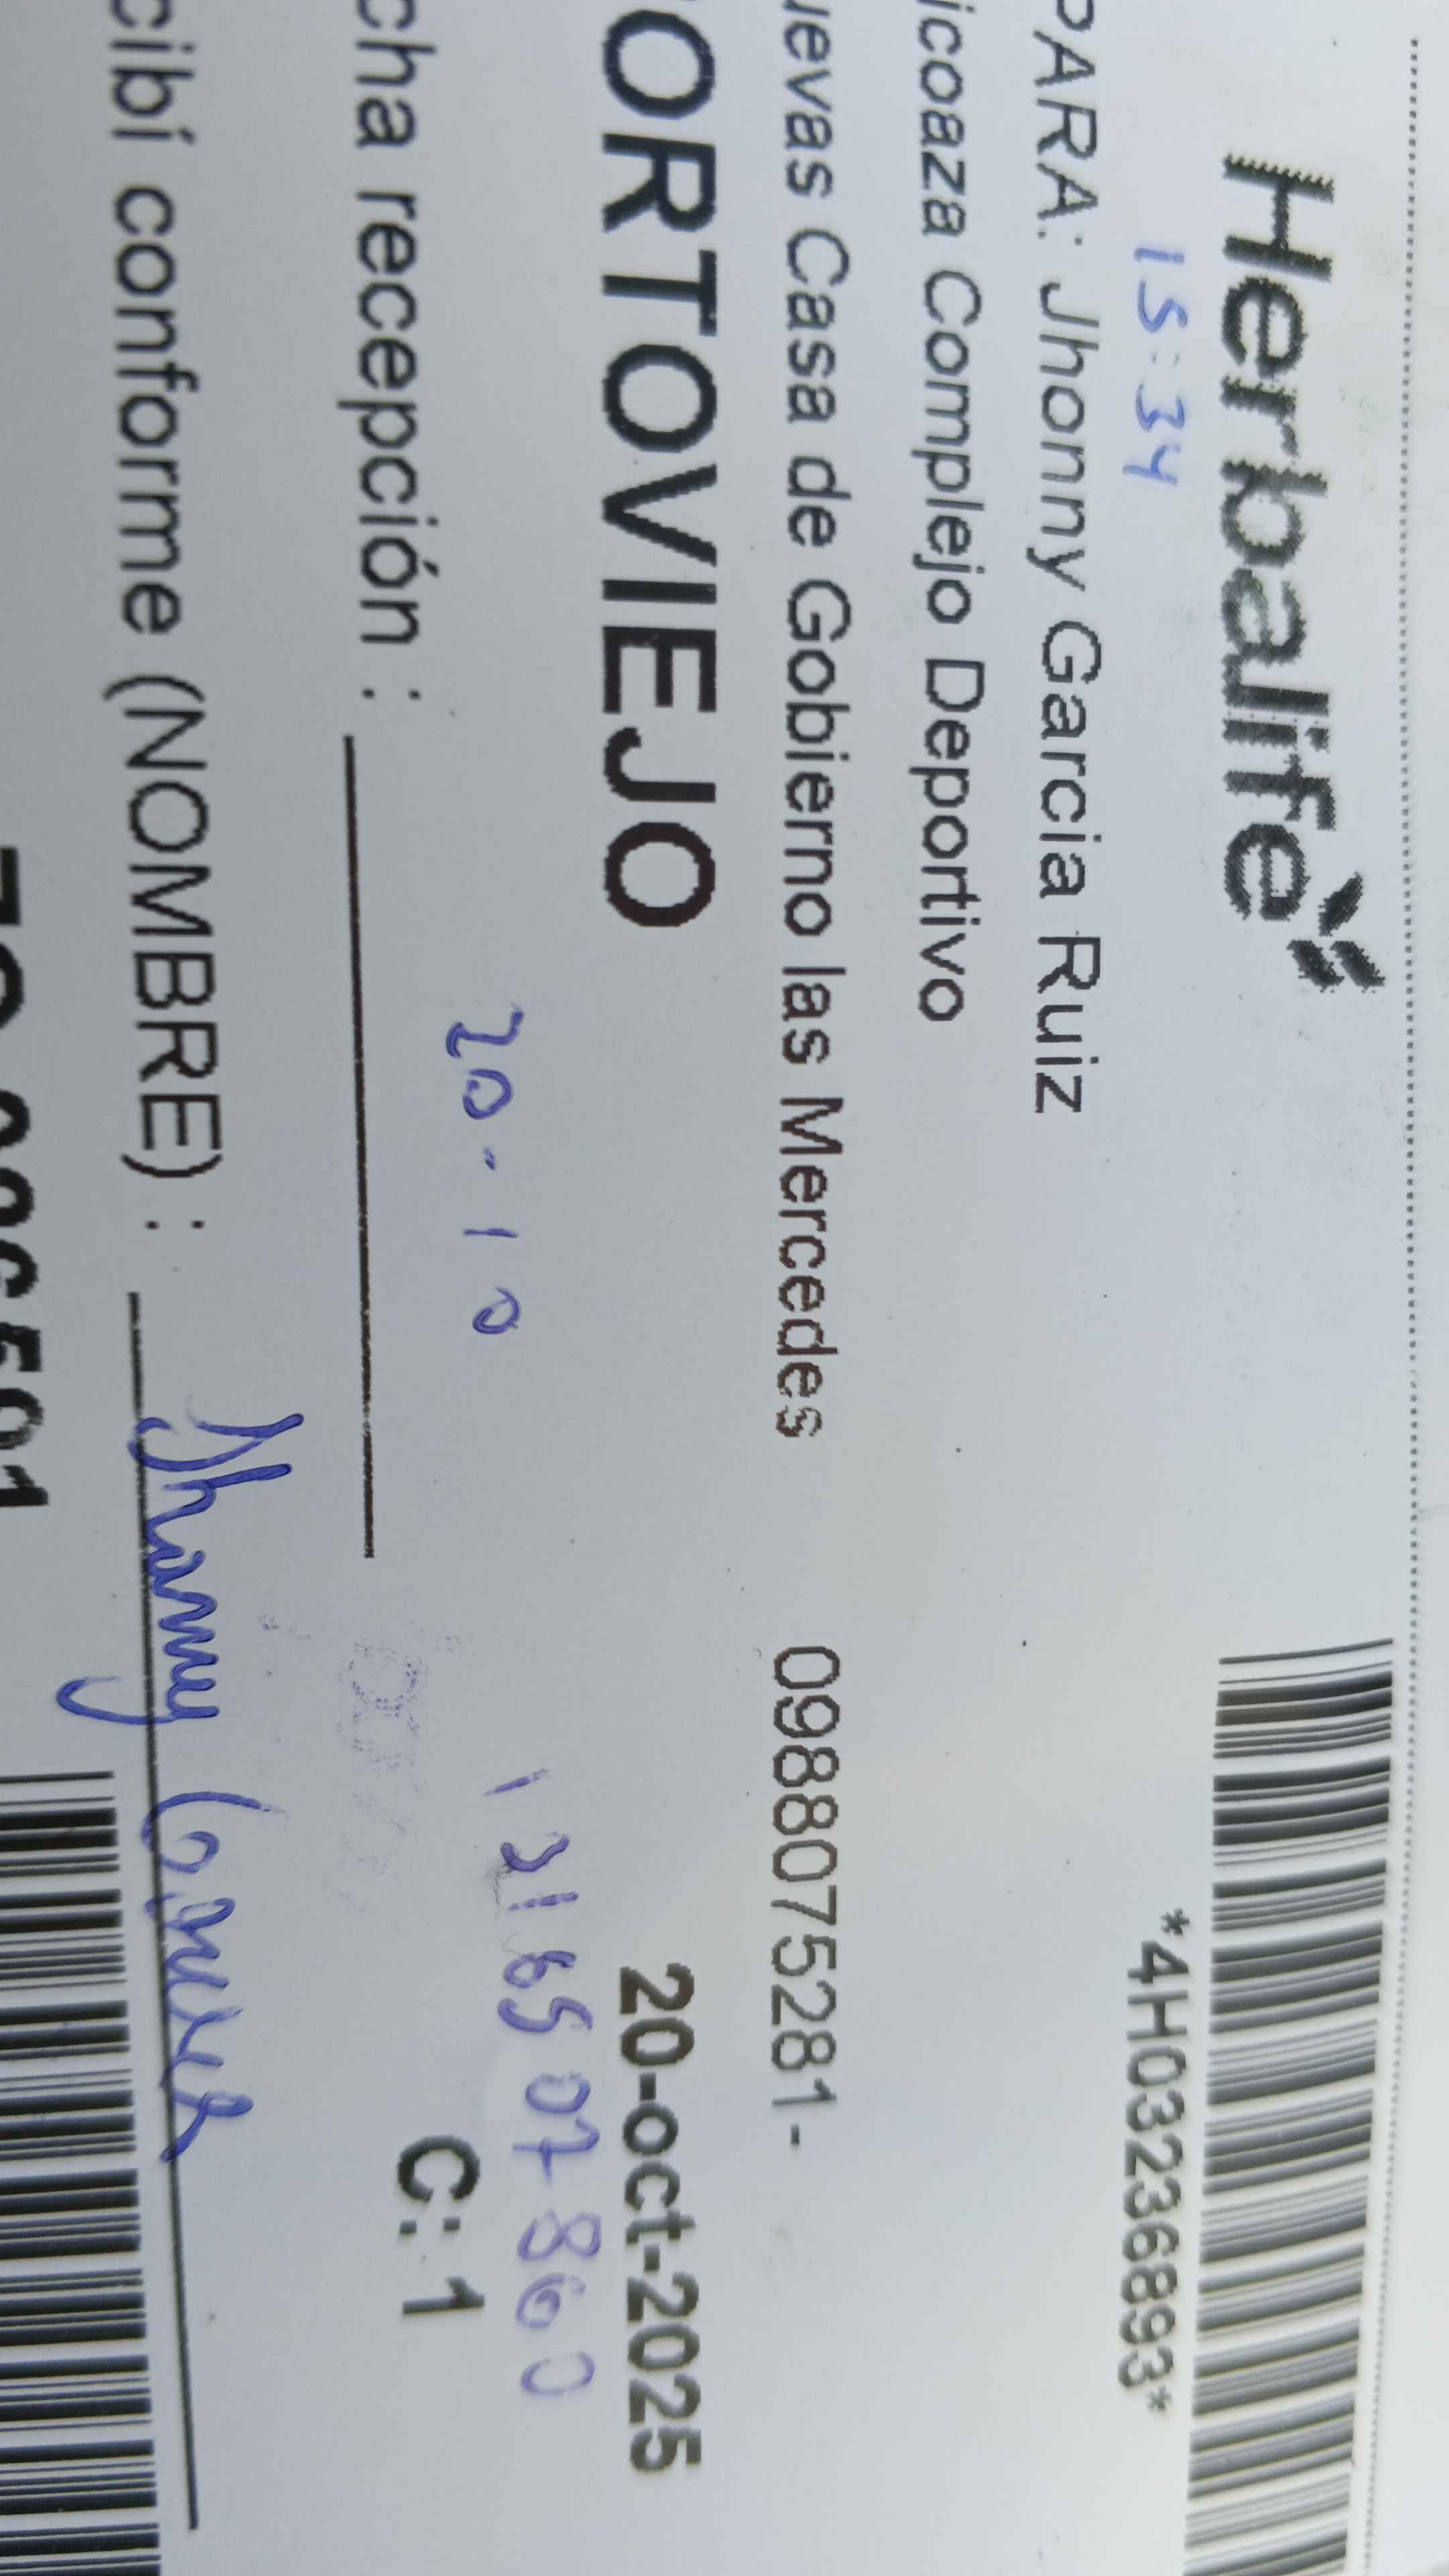 Herbalife
*4H03236893*
15:34
PARA: Jhonny Garcia Ruiz
icoaza Complejo Deportivo
uevas Casa de Gobierno las Mercedes 0988075281-
ORTOVIEJO 20-oct-2025
20-10
cha recepción : C: 1
cibí conforme (NOMBRE) : Jhonny